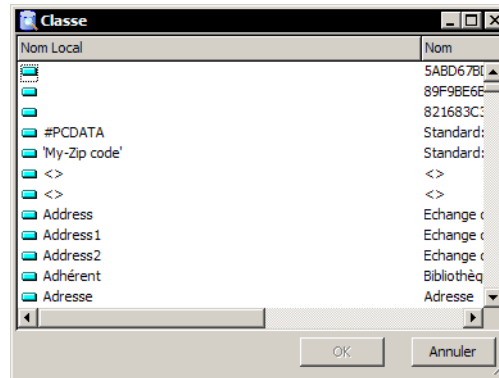 Classe
Nom Local Nom
5ABD67BD
89F9BE6E
821683C3
#PCDATA Standard:
'My-Zip code' Standard:
<> <>
<> <>
Address Echange
Address1 Echange
Address2 Echange
Adhérent Bibliothèq
Adresse Adresse
OK Annuler